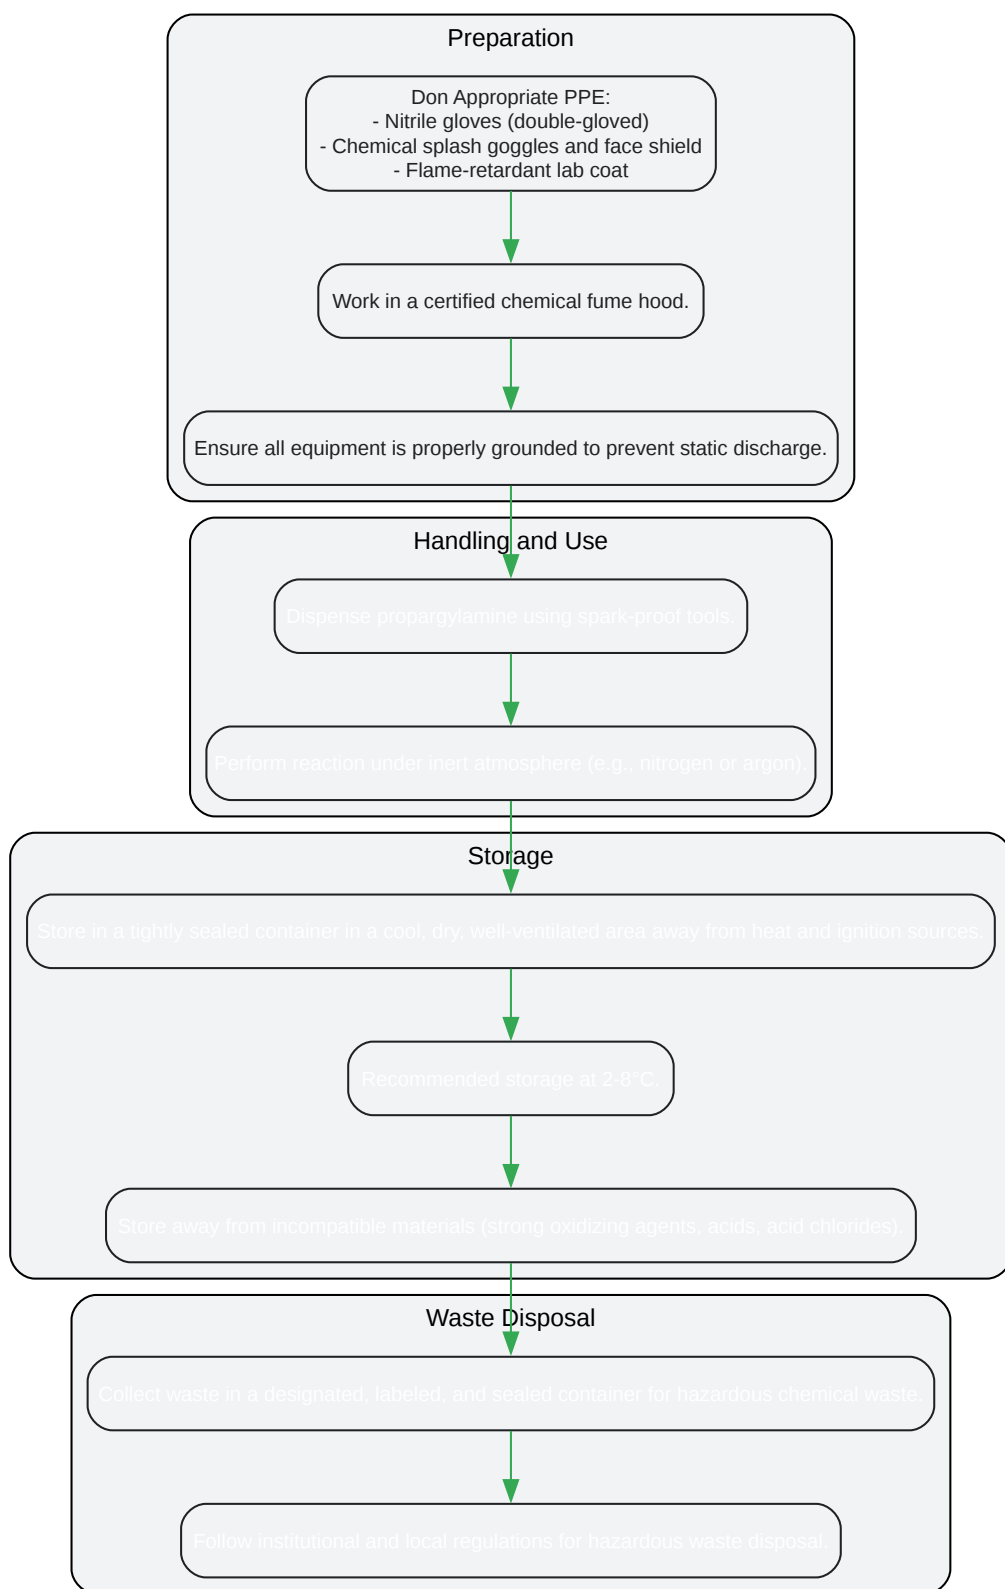 Preparation
Don Appropriate PPE:
- Nitrile gloves (double-gloved)
- Chemical splash goggles and face shield
- Flame-retardant lab coat
Work in a certified chemical fume hood.
Ensure all equipment is properly grounded to prevent static discharge.
Handling and Use
Dispense propargylamine using spark-proof tools.
Perform reaction under inert atmosphere (e.g., nitrogen or argon).
Storage
Store in a tightly sealed container in a cool, dry, well-ventilated area away from heat and ignition sources.
Recommended storage at 2-8°C.
Store away from incompatible materials (strong oxidizing agents, acids, acid chlorides).
Waste Disposal
Collect waste in a designated, labeled, and sealed container for hazardous chemical waste.
Follow institutional and local regulations for hazardous waste disposal.